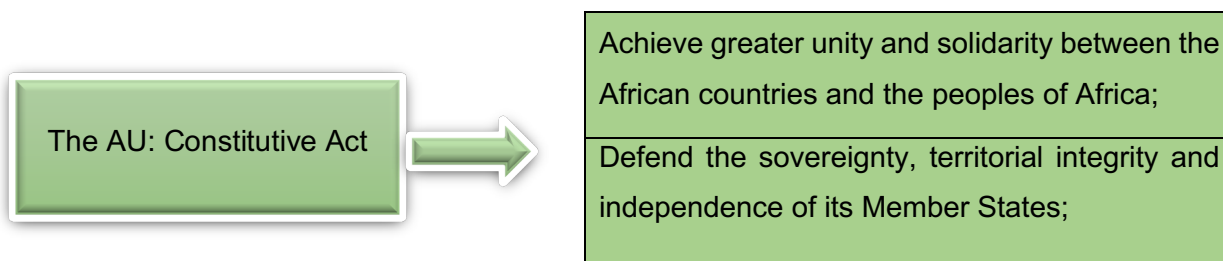 The AU: Constitutive Act
Achieve greater unity and solidarity between the
African countries and the peoples of Africa;
Defend the sovereignty, territorial integrity and
independence of its Member States;